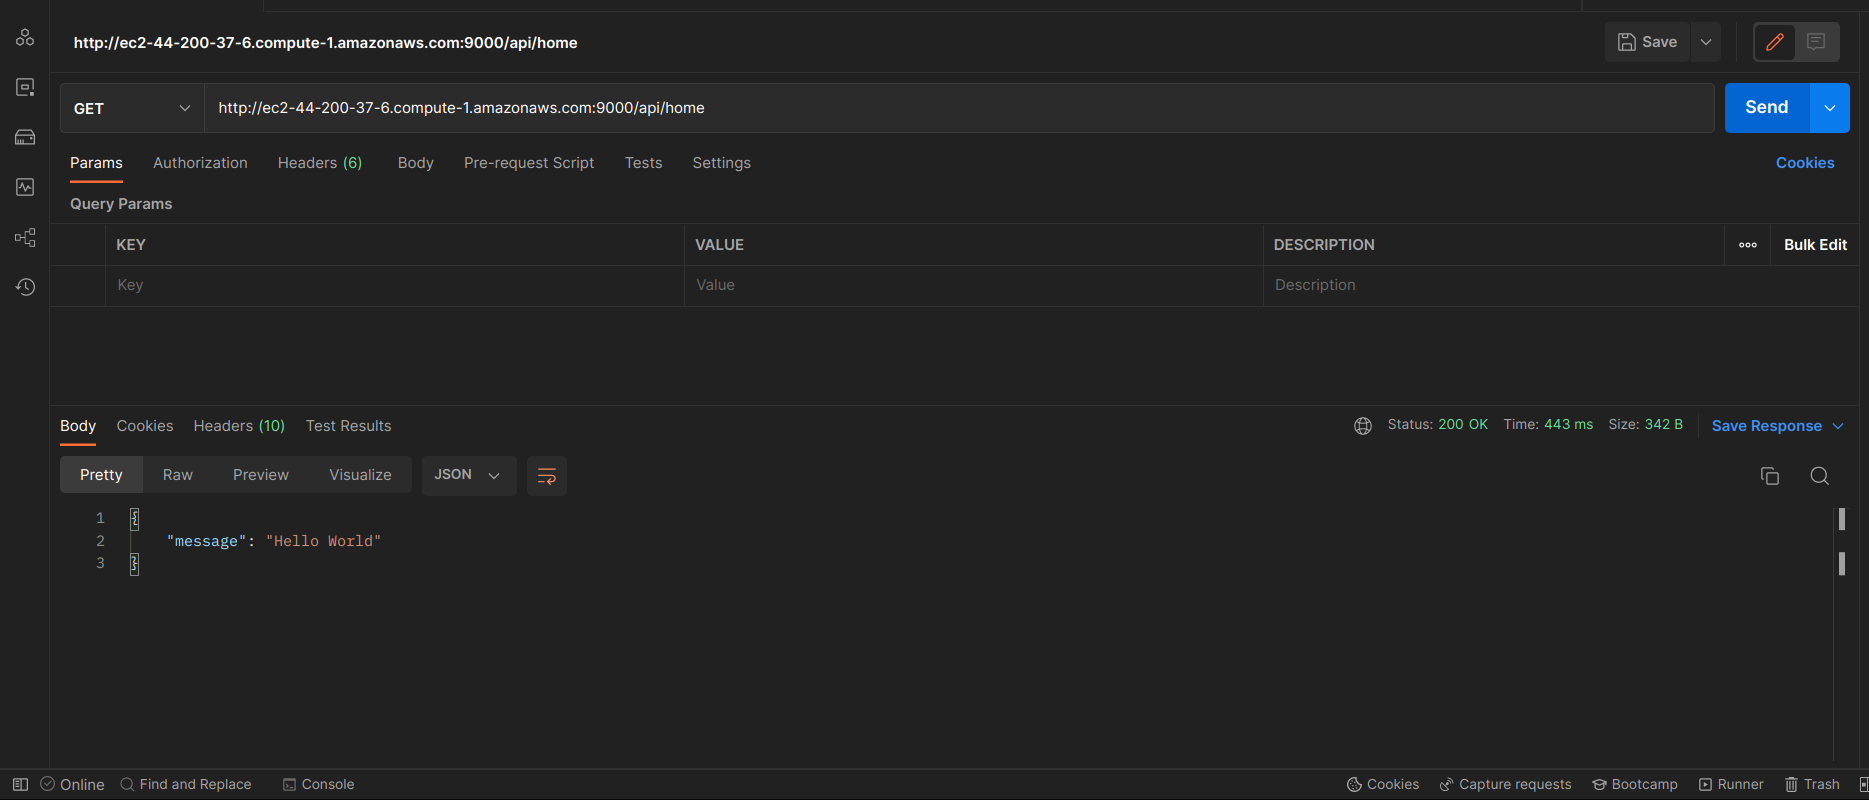 http://ec2-44-200-37-6.compute-1.amazonaws.com:9000/api/home
Save
GET
http://ec2-44-200-37-6.compute-1.amazonaws.com:9000/api/home
Send
Params Authorization Headers (6) Body Pre-request Script Tests Settings Cookies
Query Params
KEY VALUE DESCRIPTION Bulk Edit
Key Value Description
Body Cookies Headers (10) Test Results Status: 200 OK Time: 443 ms Size: 342 B Save Response
Pretty Raw Preview Visualize JSON
1 {
2 "message": "Hello World"
3 }
Online Find and Replace Console Cookies Capture requests Bootcamp Runner Trash